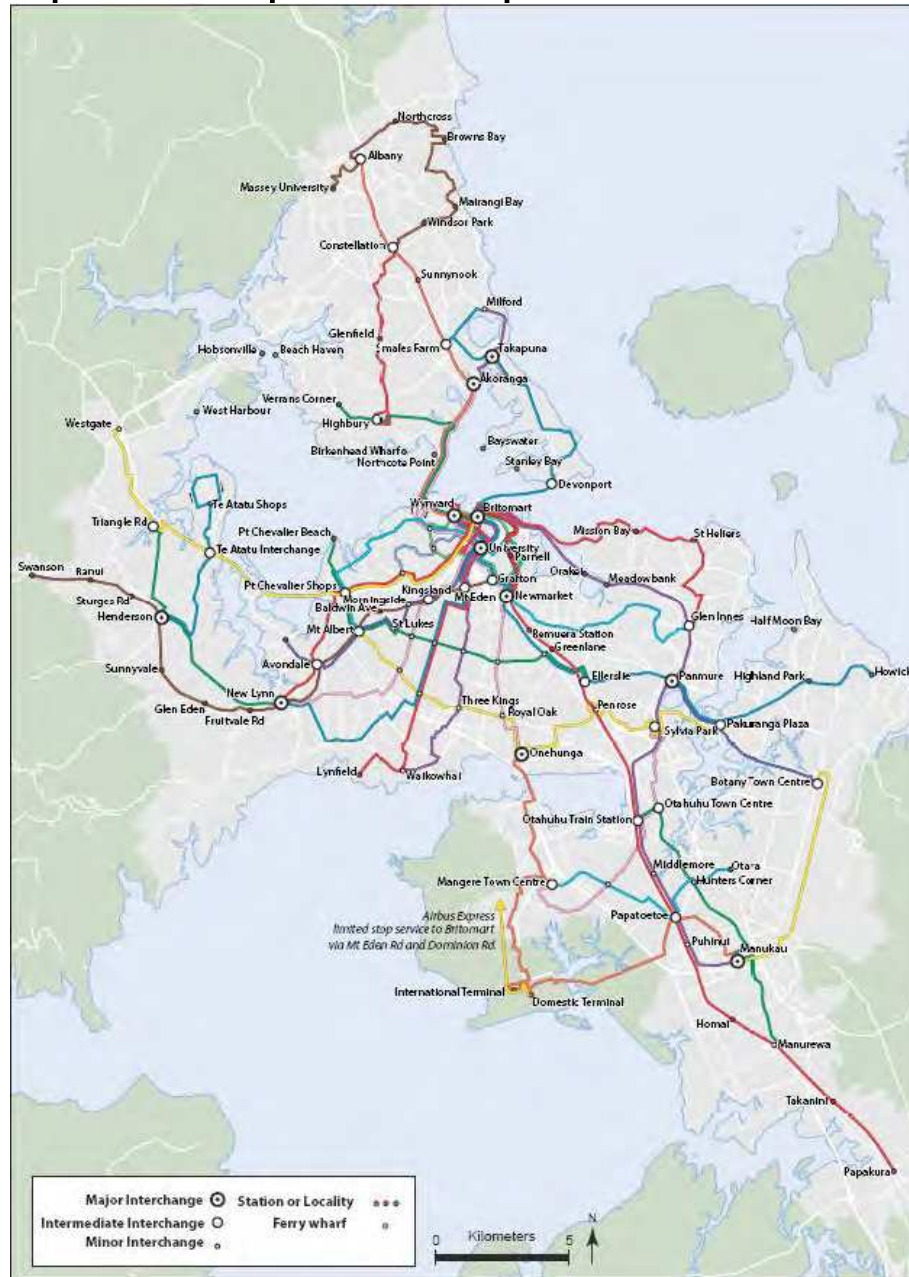 Northcross
Browns Bay
Albany
Massey University
Mairangi Bay
Windsor Park
Constellation
Sunnynook
Milford
Glenfield
males Farm
Takapuna
Hobsonville
Beach Haven
Akoranga
Verrans Corner
West Harbour
Westgate
Highbury
Bayswater
Birkenhead Wharf
Northcote Point
Stanley Bay
Devonport
Te Atatu Shops
Wynyard
Britomart
Triangle Rd
Pt Chevalier Beach
Mission Bay
St Heliers
Te Atatu Interchange
University
Parnell
Swanson
Ranui
Orakei
Meadowbank
Pt Chevalier Shops
Grafton
Sturges Rd
Morningside
Kingsland
Mt Eden
Newmarket
Henderson
Baldwin Ave
Glen Innes
Half Moon Bay
Mt Albert
St Lukes
Remuera Station
Greenlane
Sunnyvale
Avondale
Ellerslie
Panmure
Highland Park
Howick
New Lynn
Glen Eden
Fruitvale Rd
Three Kings
Royal Oak
Penrose
Sylvia Park
Pakuranga Plaza
Onehunga
Lynfield
Waikowhai
Botany Town Centre
Otahuhu Town Centre
Otahuhu Train Station
Middlemore
Otara
Hunters Corner
Mangere Town Centre
Papatoetoe
Airbus Express
limited stop service to Britomart
via Mt Eden Rd and Dominion Rd
Puhinui
Manukau
International Terminal
Domestic Terminal
Homai
Manurewa
Takanini
Papakura
Major Interchange
Station or Locality
Intermediate Interchange
Ferry wharf
Minor Interchange
0 Kilometers 5
N